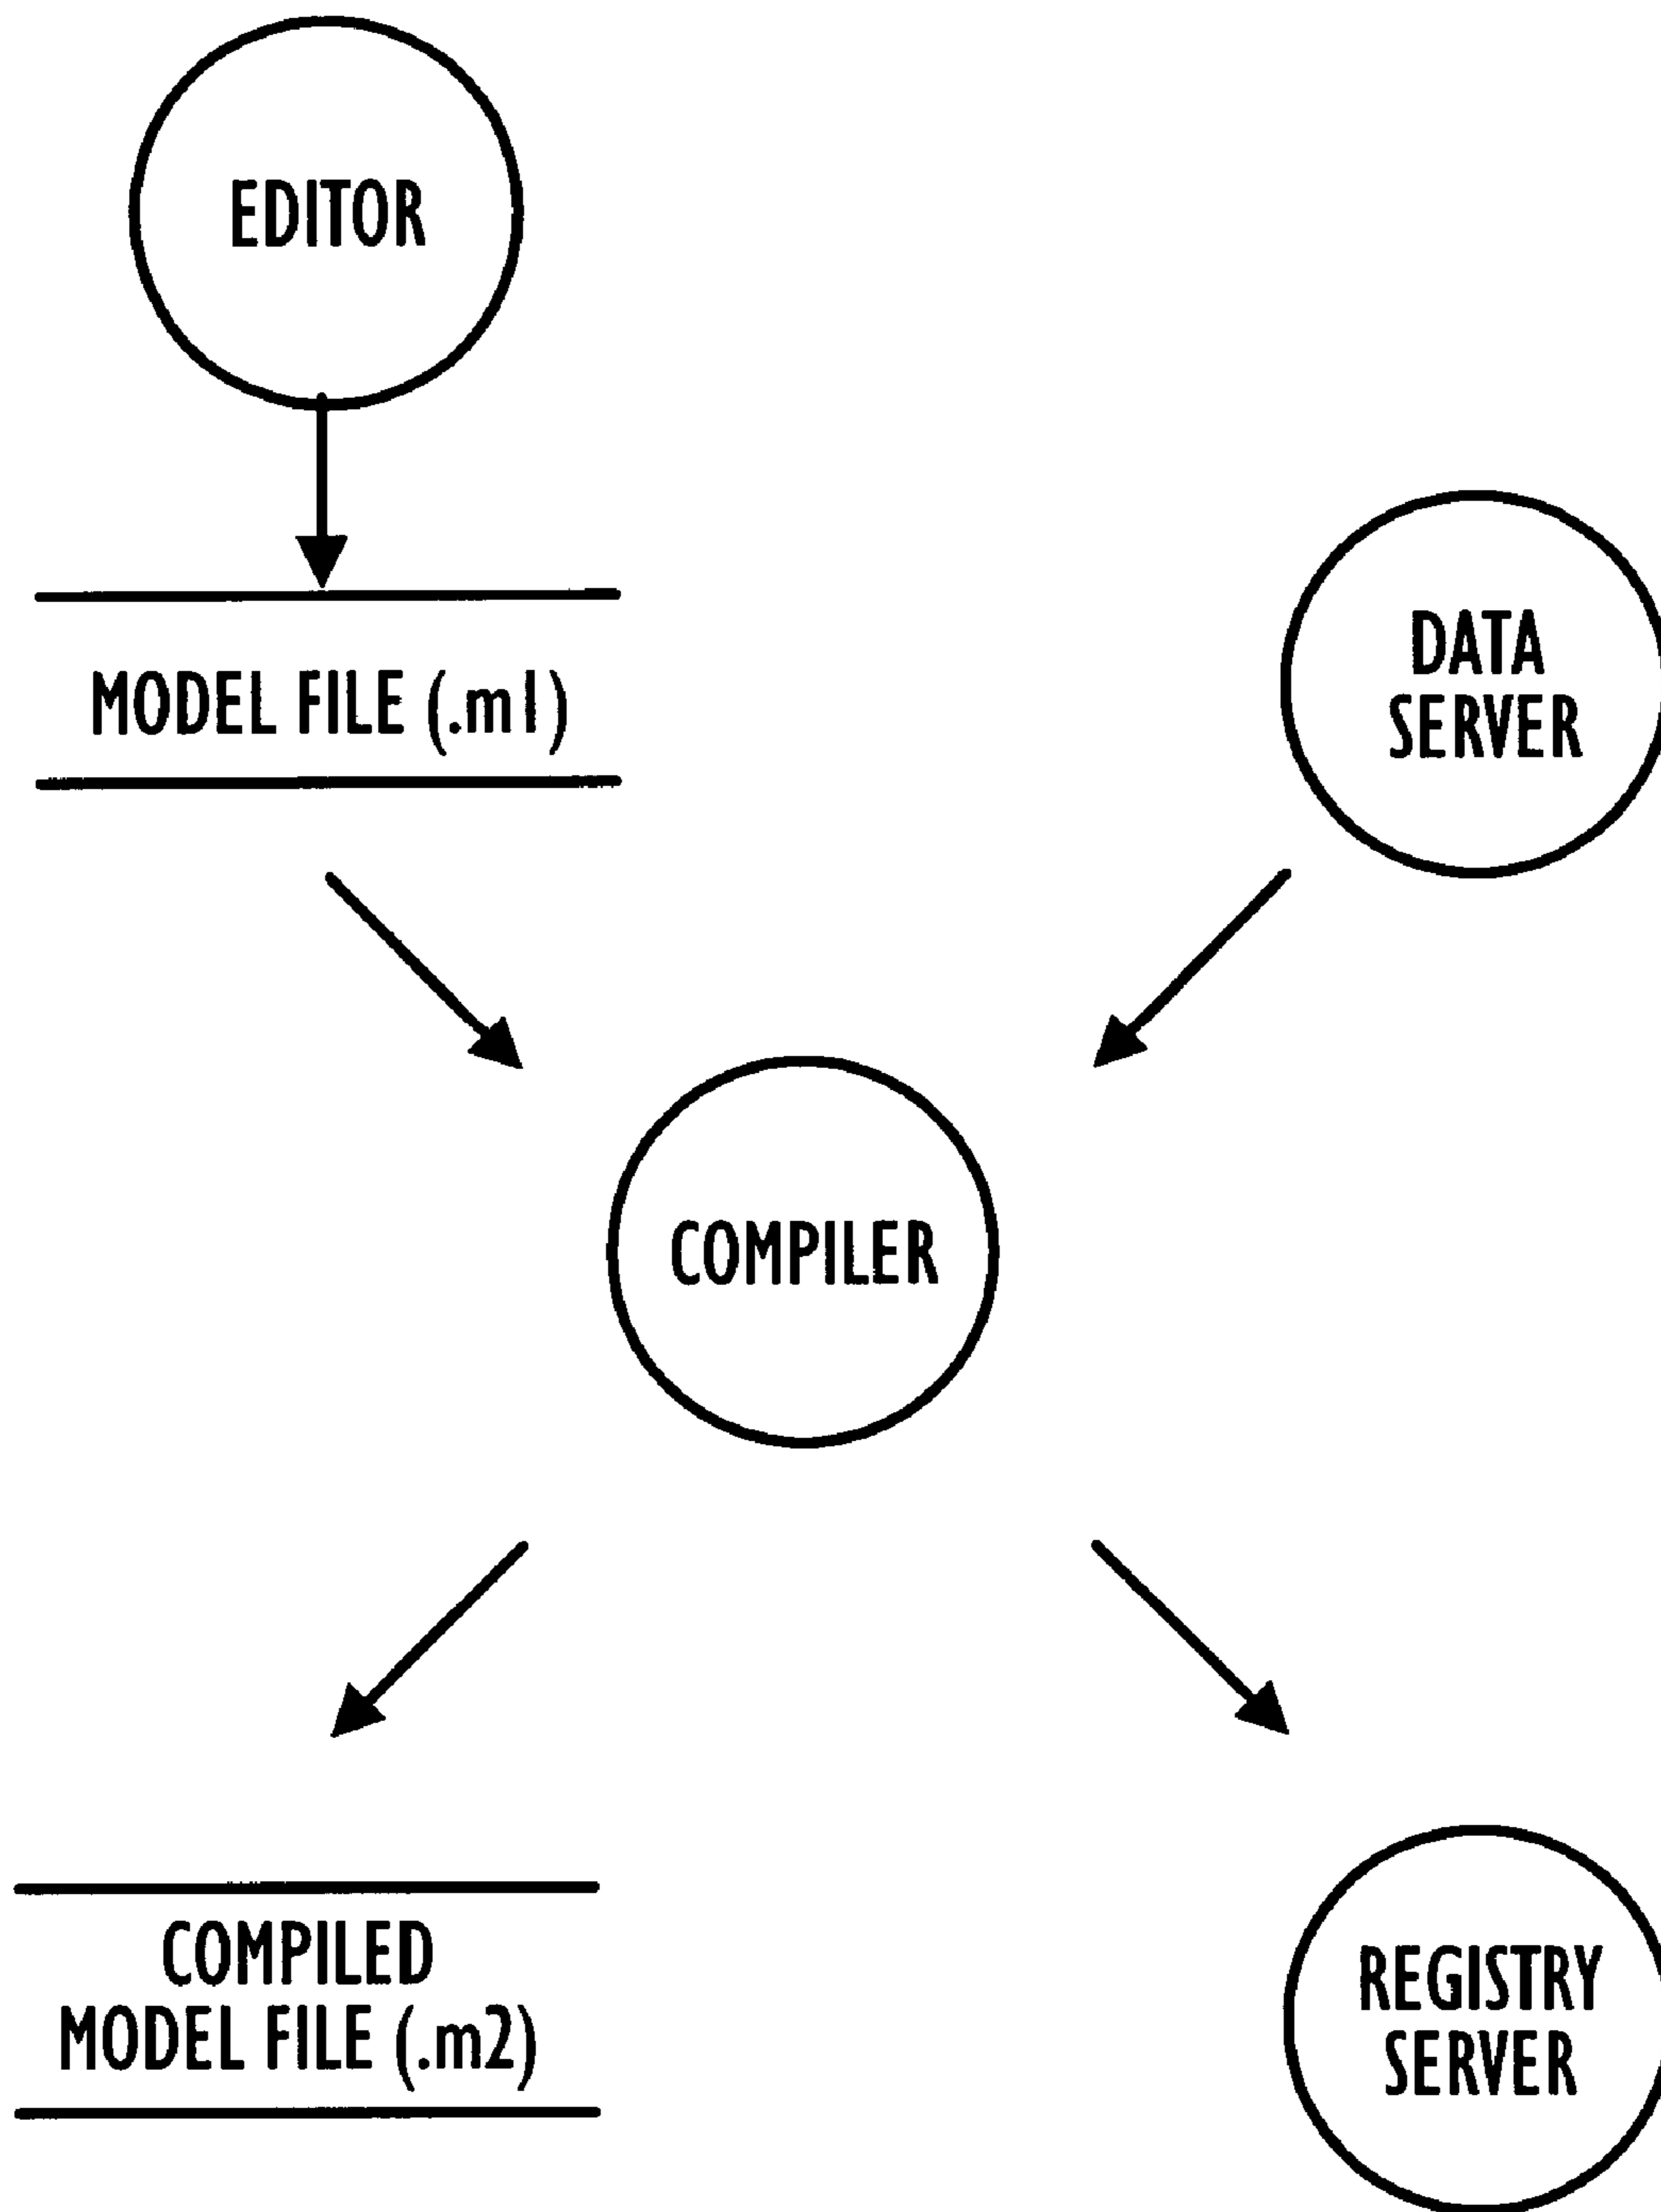 EDITOR
MODEL FILE (.m1)
DATA
SERVER
COMPILER
COMPILED
MODEL FILE (.m2)
REGISTRY
SERVER